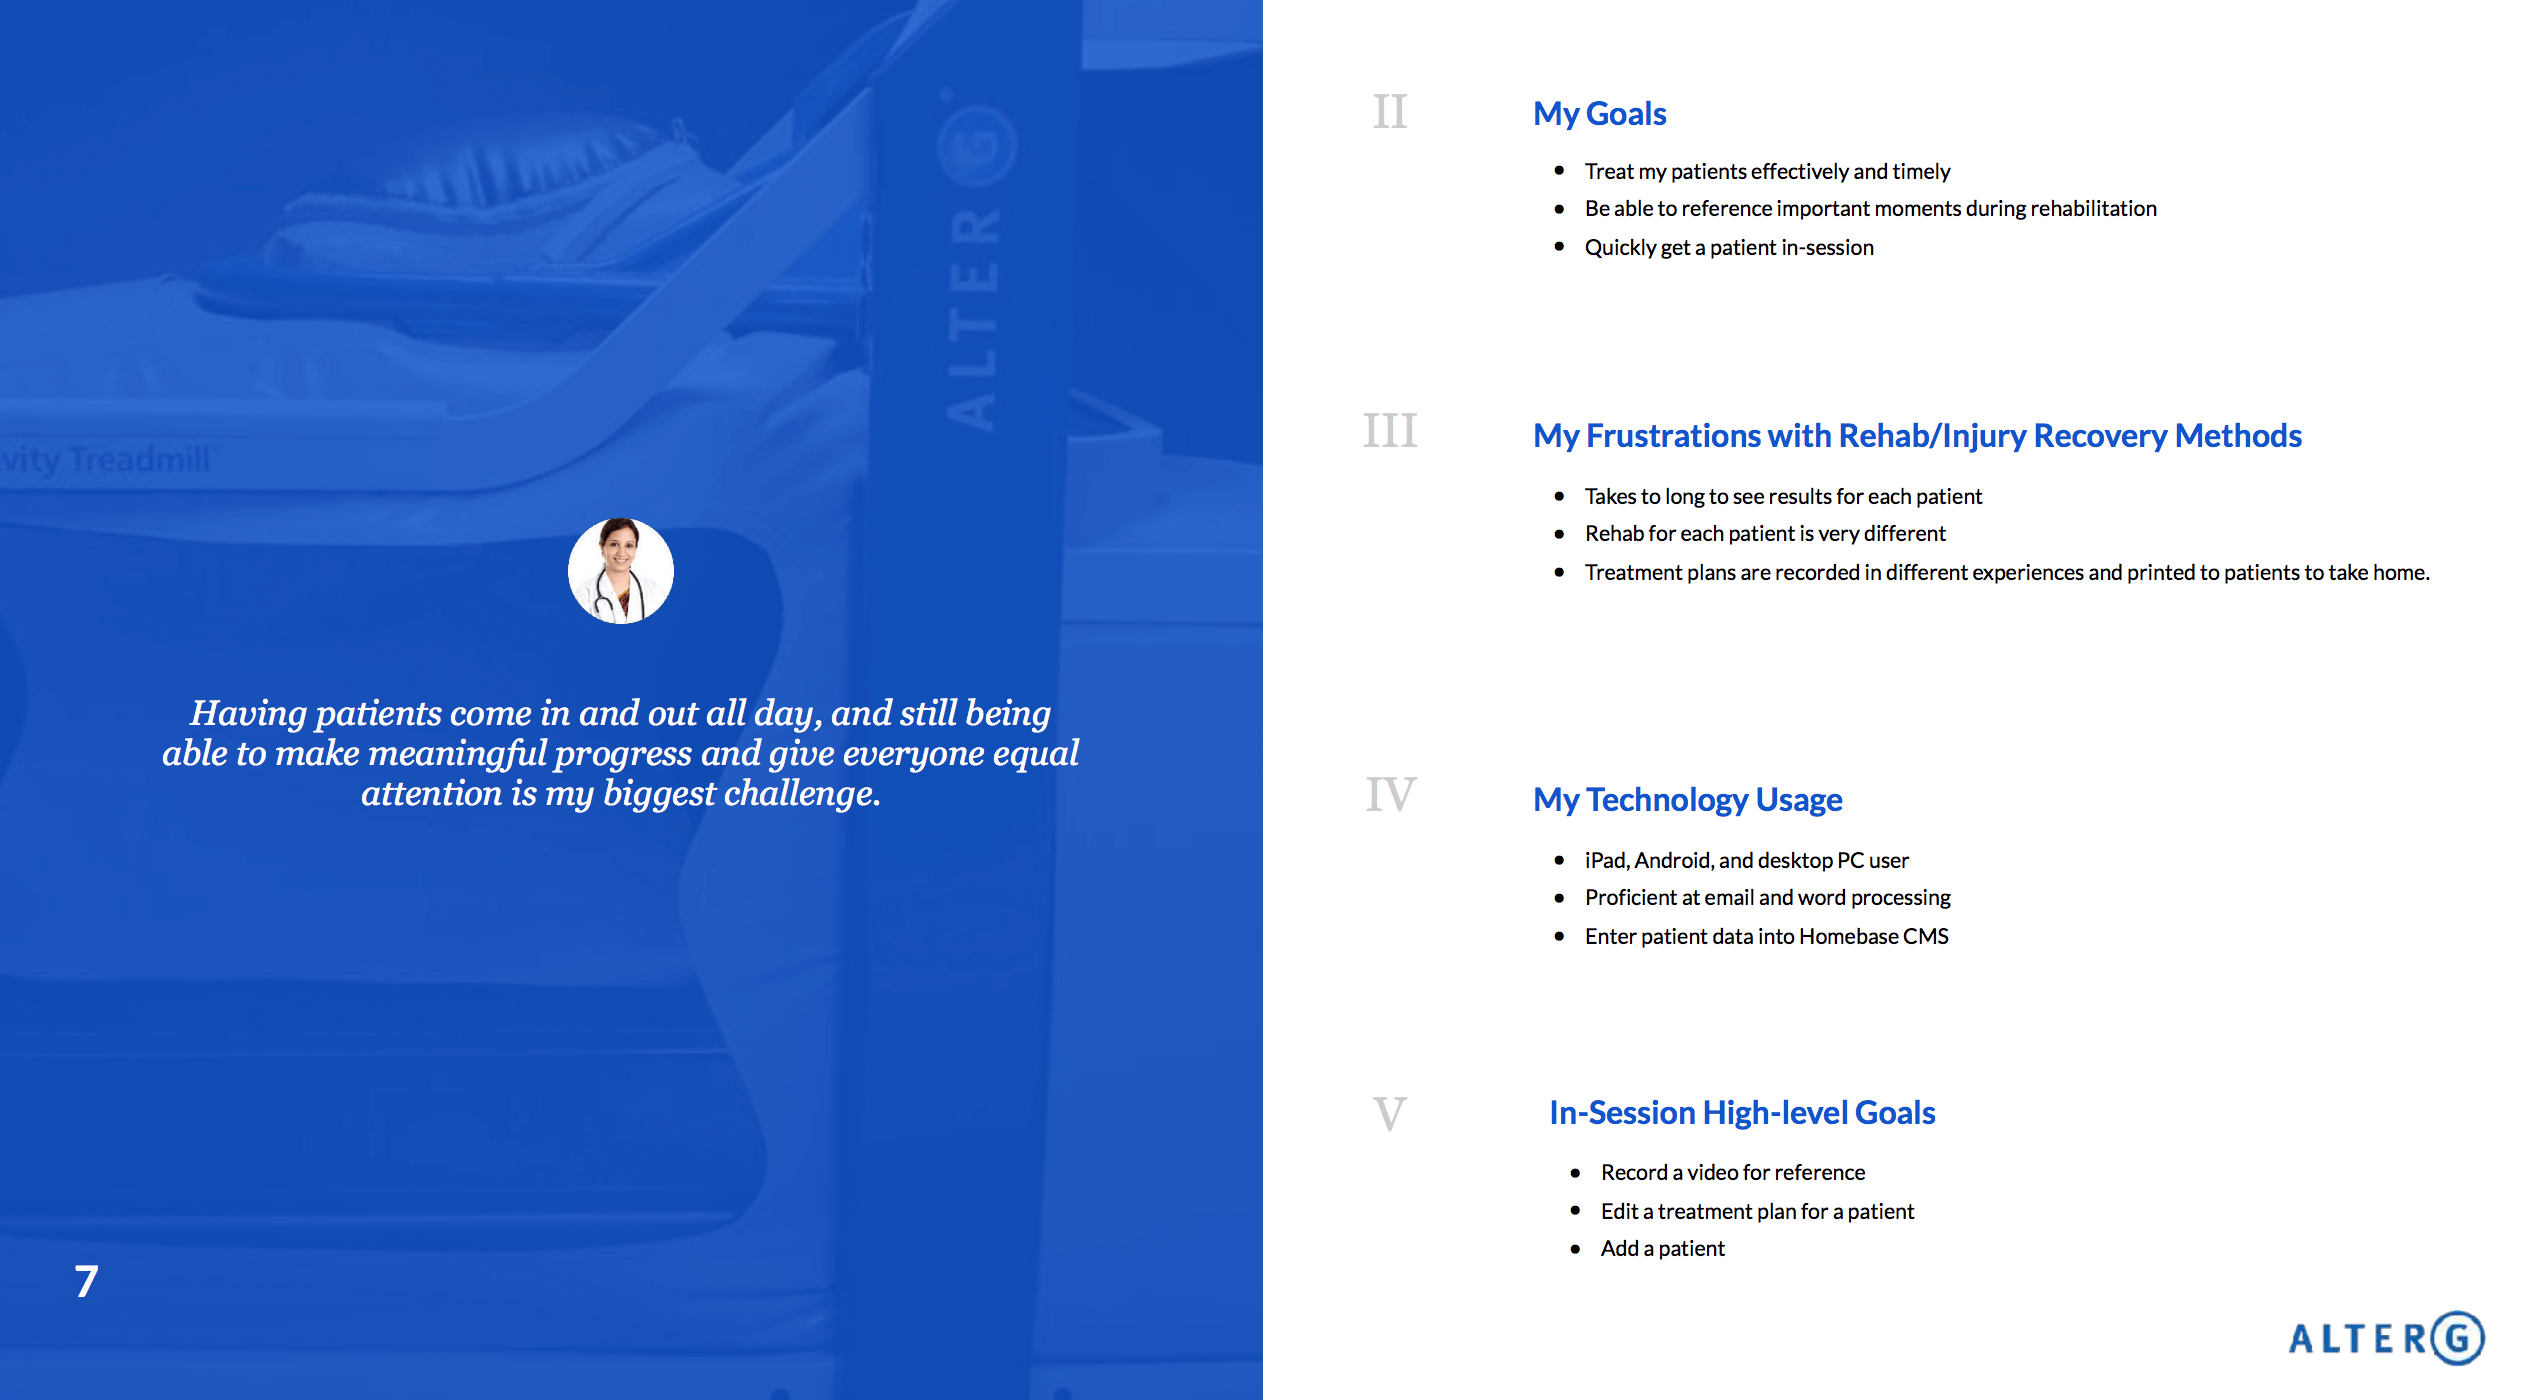 ALTER G
vity Treadmill
Having patients come in and out all day, and still being
able to make meaningful progress and give everyone equal
attention is my biggest challenge.
7
II
My Goals
• Treat my patients effectively and timely
• Be able to reference important moments during rehabilitation
• Quickly get a patient in-session
III
My Frustrations with Rehab/Injury Recovery Methods
• Takes to long to see results for each patient
• Rehab for each patient is very different
• Treatment plans are recorded in different experiences and printed to patients to take home.
IV
My Technology Usage
• iPad, Android, and desktop PC user
• Proficient at email and word processing
• Enter patient data into Homebase CMS
V
In-Session High-level Goals
• Record a video for reference
• Edit a treatment plan for a patient
• Add a patient
ALTERG